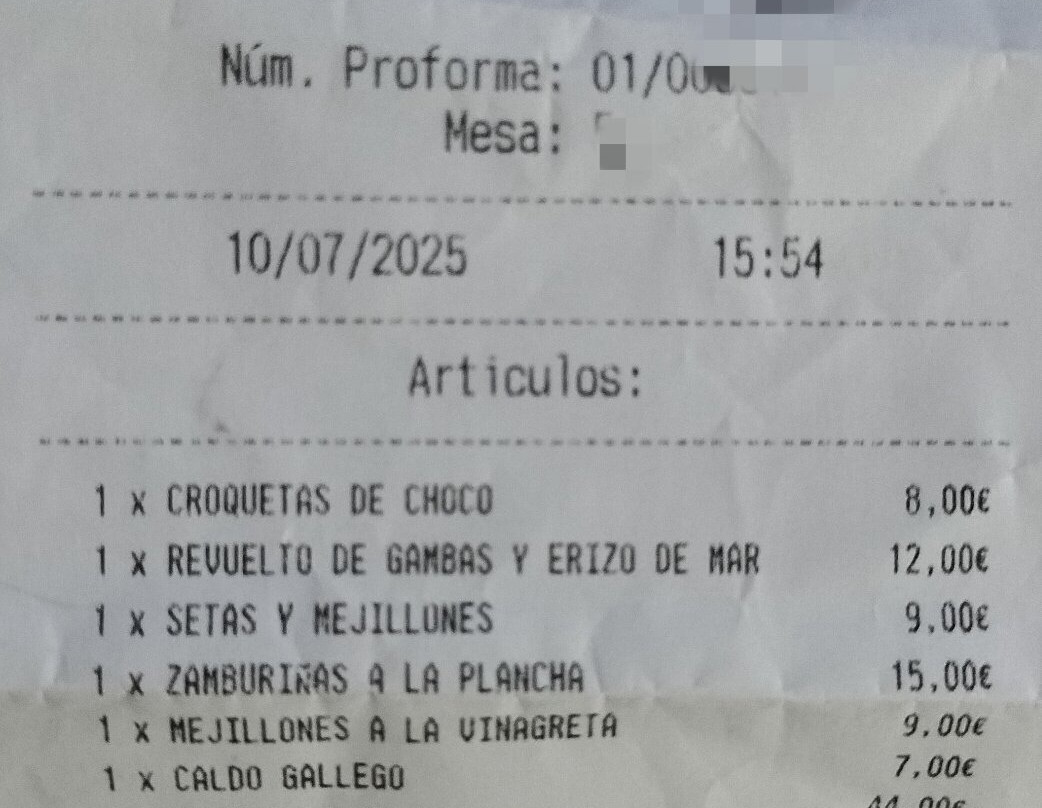 Núm. Proforma: 01/00
Mesa:
10/07/2025 15:54
Articulos:
1 x CROQUETAS DE CHOCO 8,00€
1 x REVUELTO DE GAMBAS Y ERIZO DE MAR 12,00€
1 x SETAS Y MEJILLONES 9,00€
1 x ZAMBURIÑAS A LA PLANCHA 15,00€
1 x MEJILLONES A LA VINAGRETA 9,00€
1 x CALDO GALLEGO 7,00€